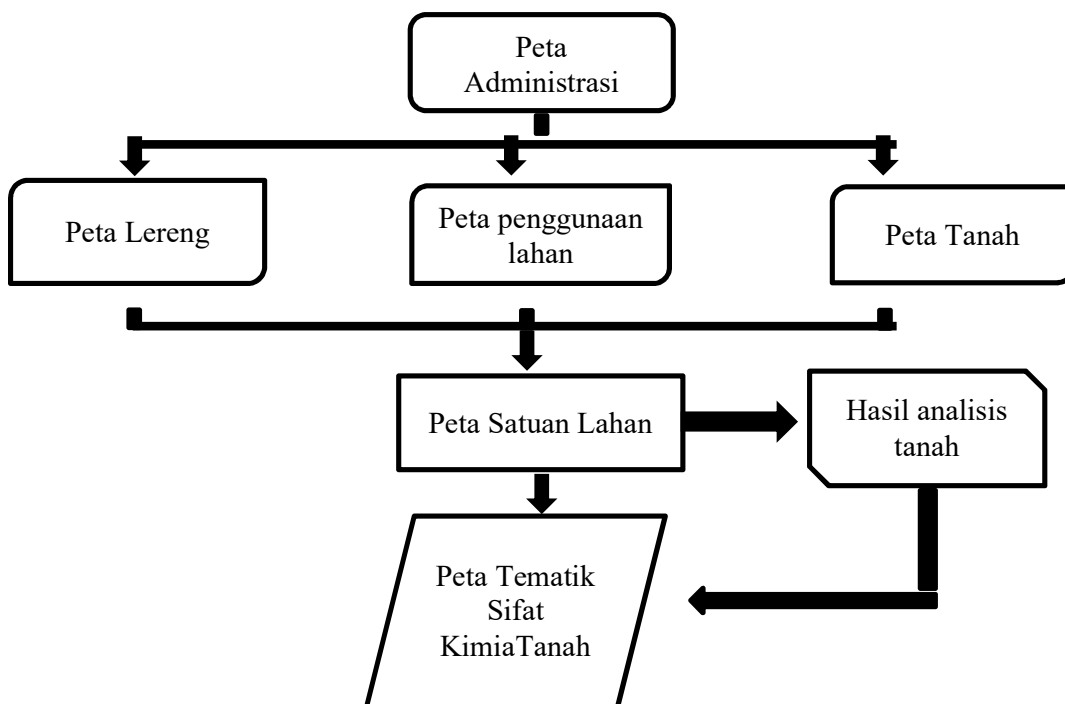 Peta
Administrasi
Peta Lereng
Peta penggunaan
lahan
Peta Tanah
Peta Satuan Lahan
Hasil analisis
tanah
Peta Tematik
Sifat
KimiaTanah